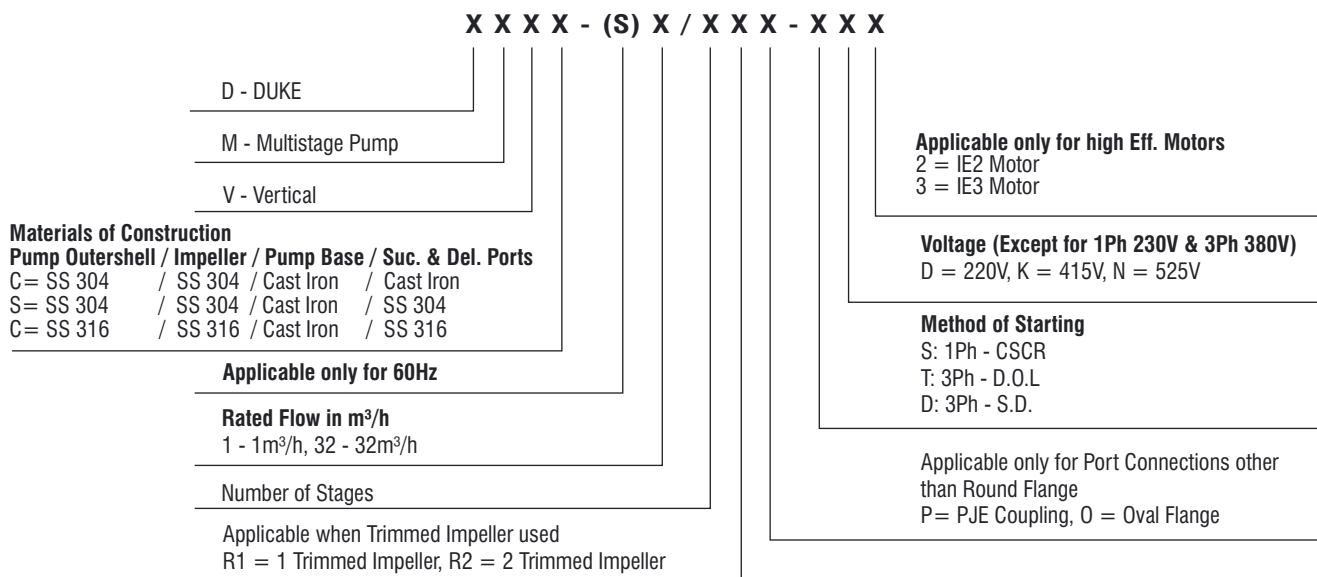 X X X X - (S) X / X X X - X X X
D - DUKE
M - Multistage Pump
V - Vertical
Materials of Construction
Pump Outershell / Impeller / Pump Base / Suc. & Del. Ports
C= SS 304 / SS 304 / Cast Iron / Cast Iron
S= SS 304 / SS 304 / Cast Iron / SS 304
C= SS 316 / SS 316 / Cast Iron / SS 316
Applicable only for 60Hz
Rated Flow in m³/h
1 - 1m³/h, 32 - 32m³/h
Number of Stages
Applicable when Trimmed Impeller used
R1 = 1 Trimmed Impeller, R2 = 2 Trimmed Impeller
Applicable only for high Eff. Motors
2 = IE2 Motor
3 = IE3 Motor
Voltage (Except for 1Ph 230V & 3Ph 380V)
D = 220V, K = 415V, N = 525V
Method of Starting
S: 1Ph - CSCR
T: 3Ph - D.O.L
D: 3Ph - S.D.
Applicable only for Port Connections other
than Round Flange
P= PJE Coupling, O = Oval Flange